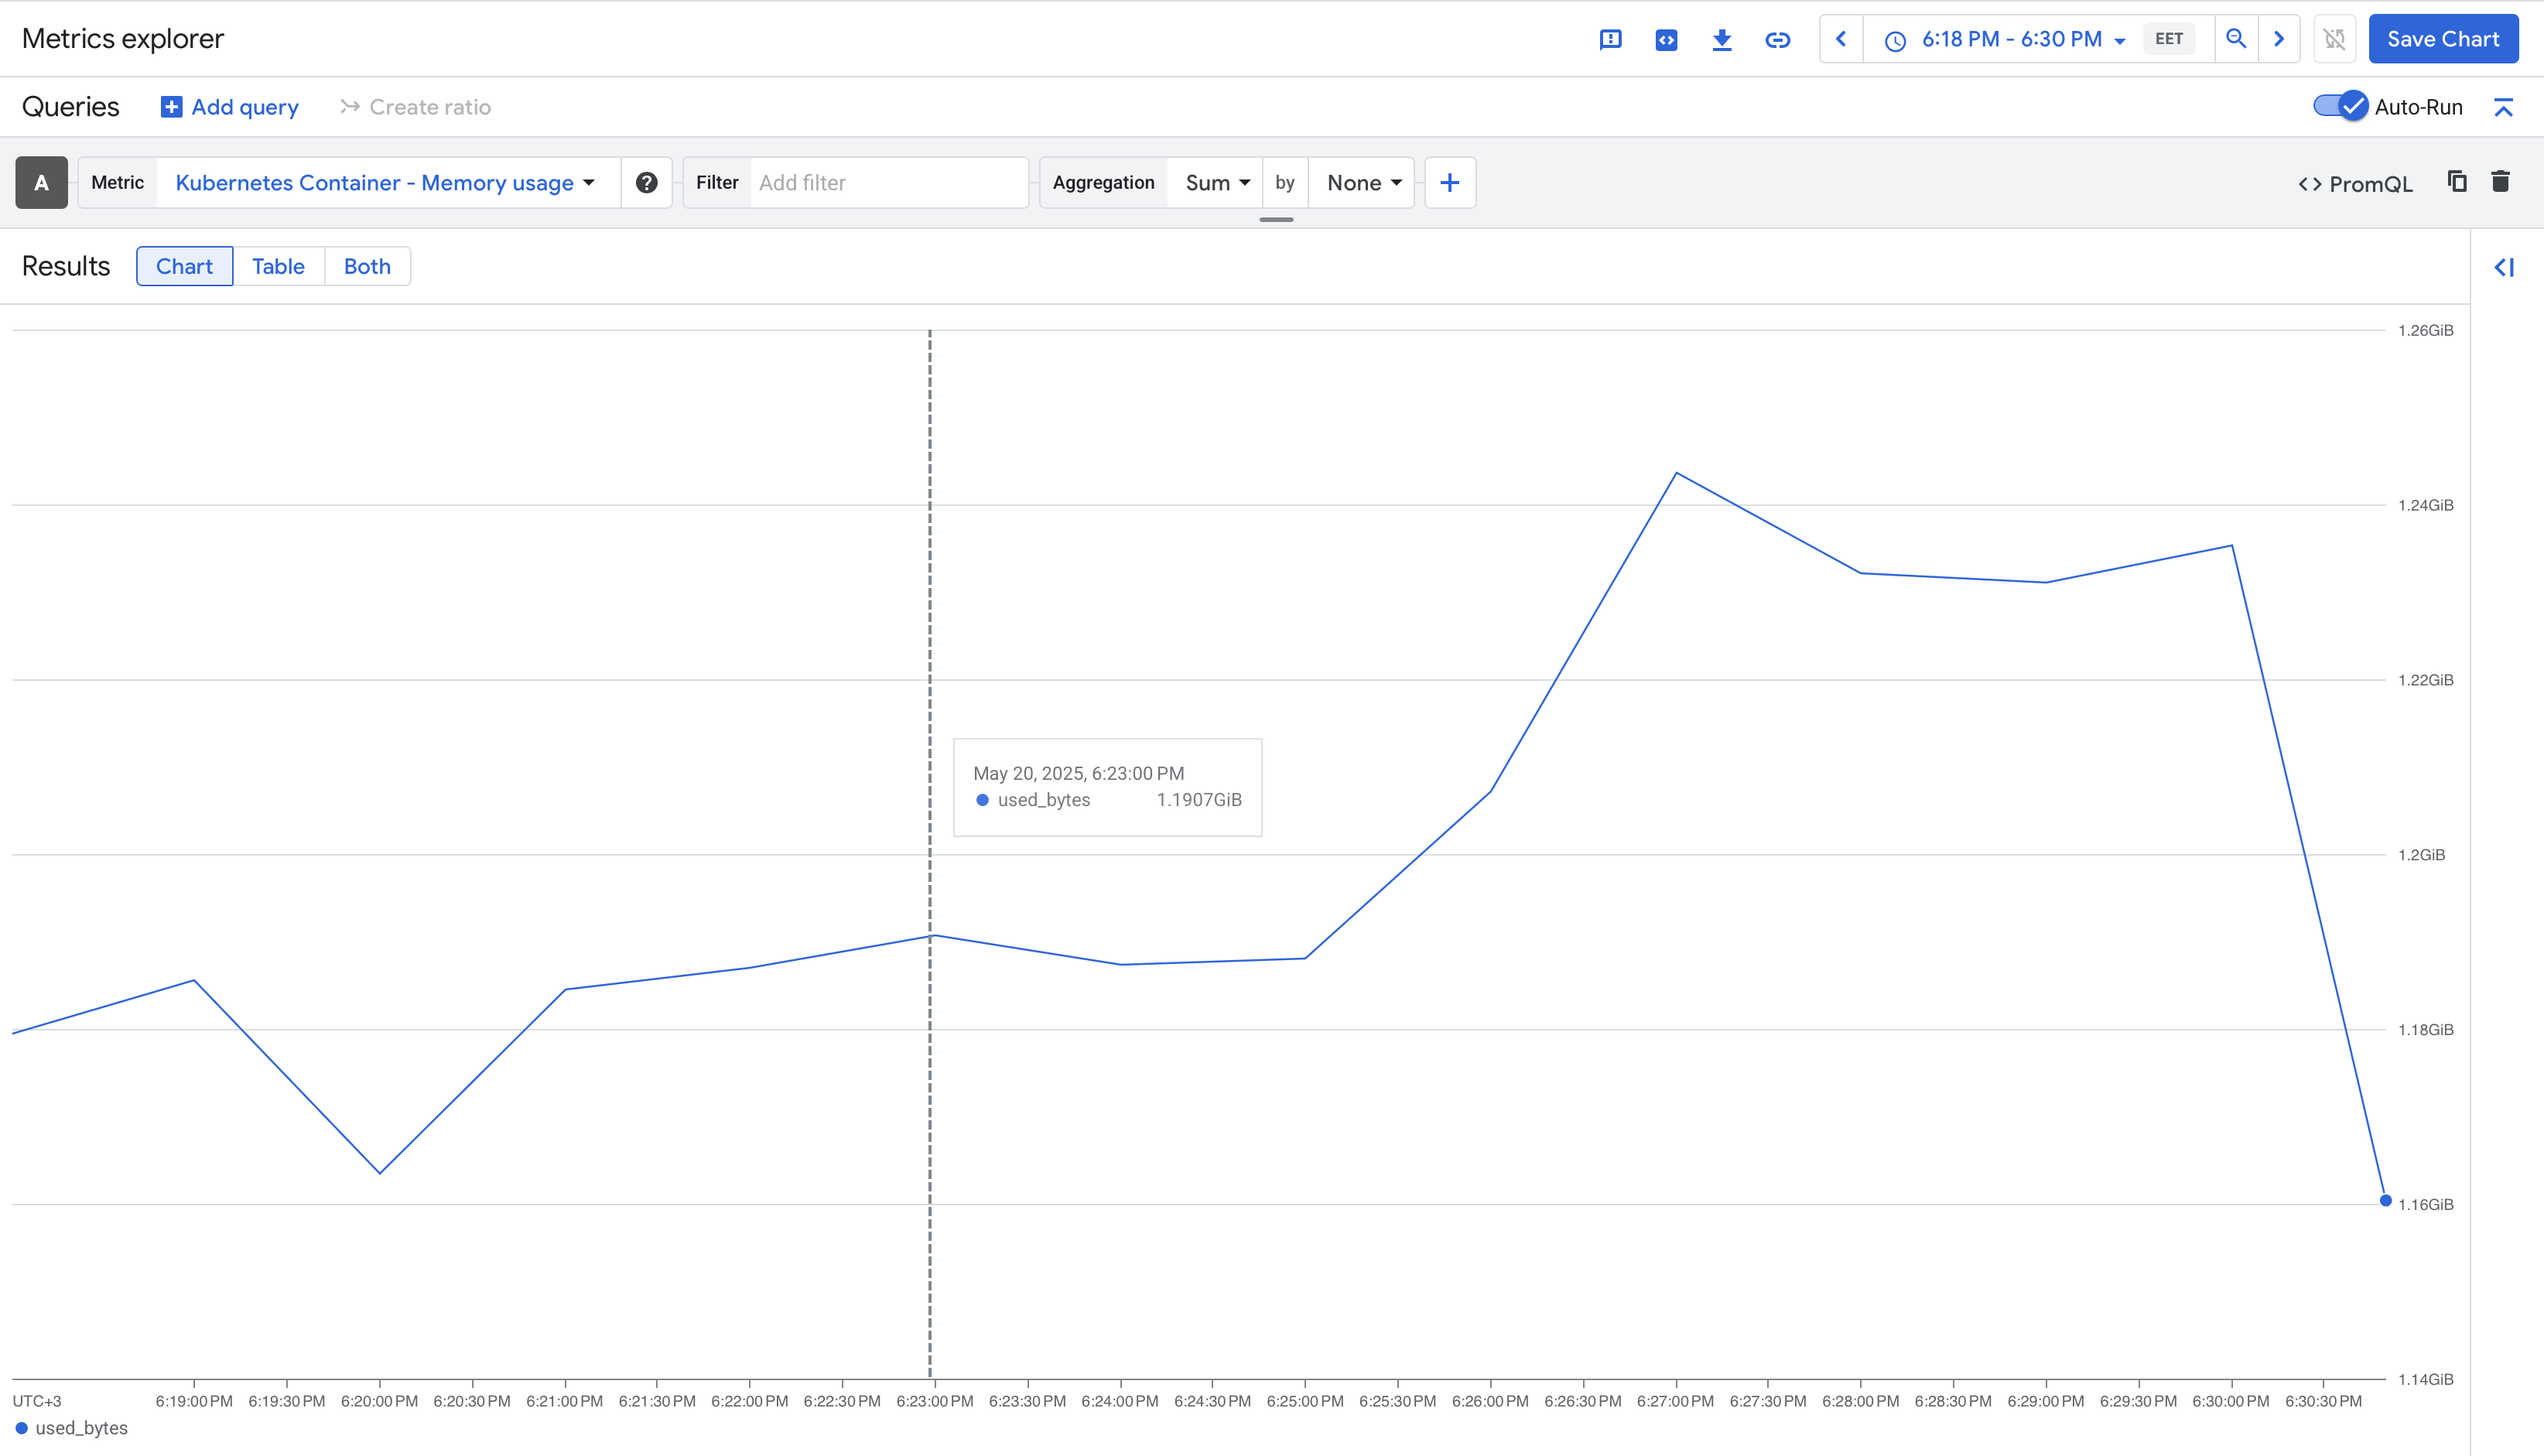 Metrics explorer
6:18 PM - 6:30 PM EET
Save Chart
Queries
Add query
Create ratio
Auto-Run
A
Metric
Kubernetes Container - Memory usage
Filter
Add filter
Aggregation
Sum
by
None
PromQL
Results
Chart
Table
Both
1.26GiB
1.24GiB
1.22GiB
May 20, 2025, 6:23:00 PM
used_bytes 1.1907GiB
1.2GiB
1.18GiB
1.16GiB
1.14GiB
UTC+3 6:19:00 PM 6:19:30 PM 6:20:00 PM 6:20:30 PM 6:21:00 PM 6:21:30 PM 6:22:00 PM 6:22:30 PM 6:23:00 PM 6:23:30 PM 6:24:00 PM 6:24:30 PM 6:25:00 PM 6:25:30 PM 6:26:00 PM 6:26:30 PM 6:27:00 PM 6:27:30 PM 6:28:00 PM 6:28:30 PM 6:29:00 PM 6:29:30 PM 6:30:00 PM 6:30:30 PM
used_bytes